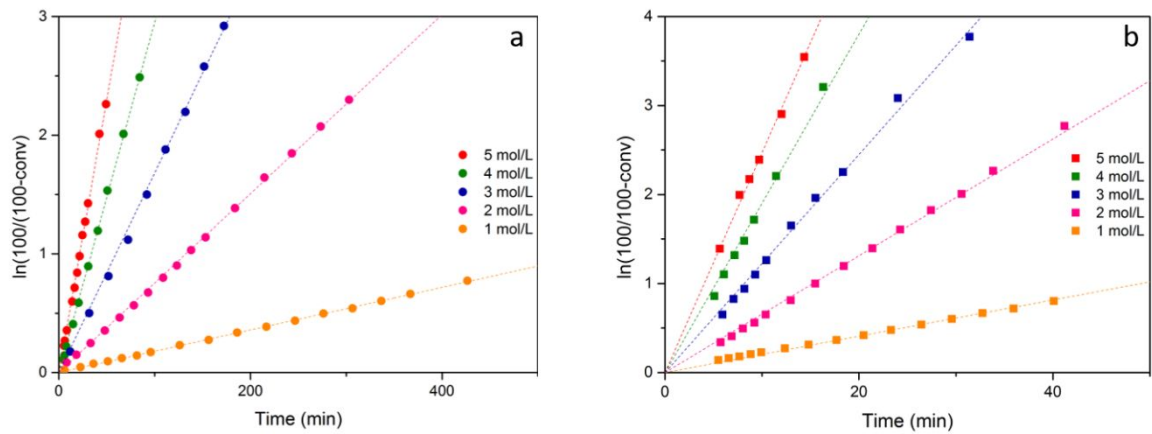 a
3
2
1
0
ln(100/(100-conv)
0
200
400
Time (min)
5 mol/L
4 mol/L
3 mol/L
2 mol/L
1 mol/L
b
4
3
2
1
0
ln(100/100-conv)
0
20
40
Time (min)
5 mol/L
4 mol/L
3 mol/L
2 mol/L
1 mol/L